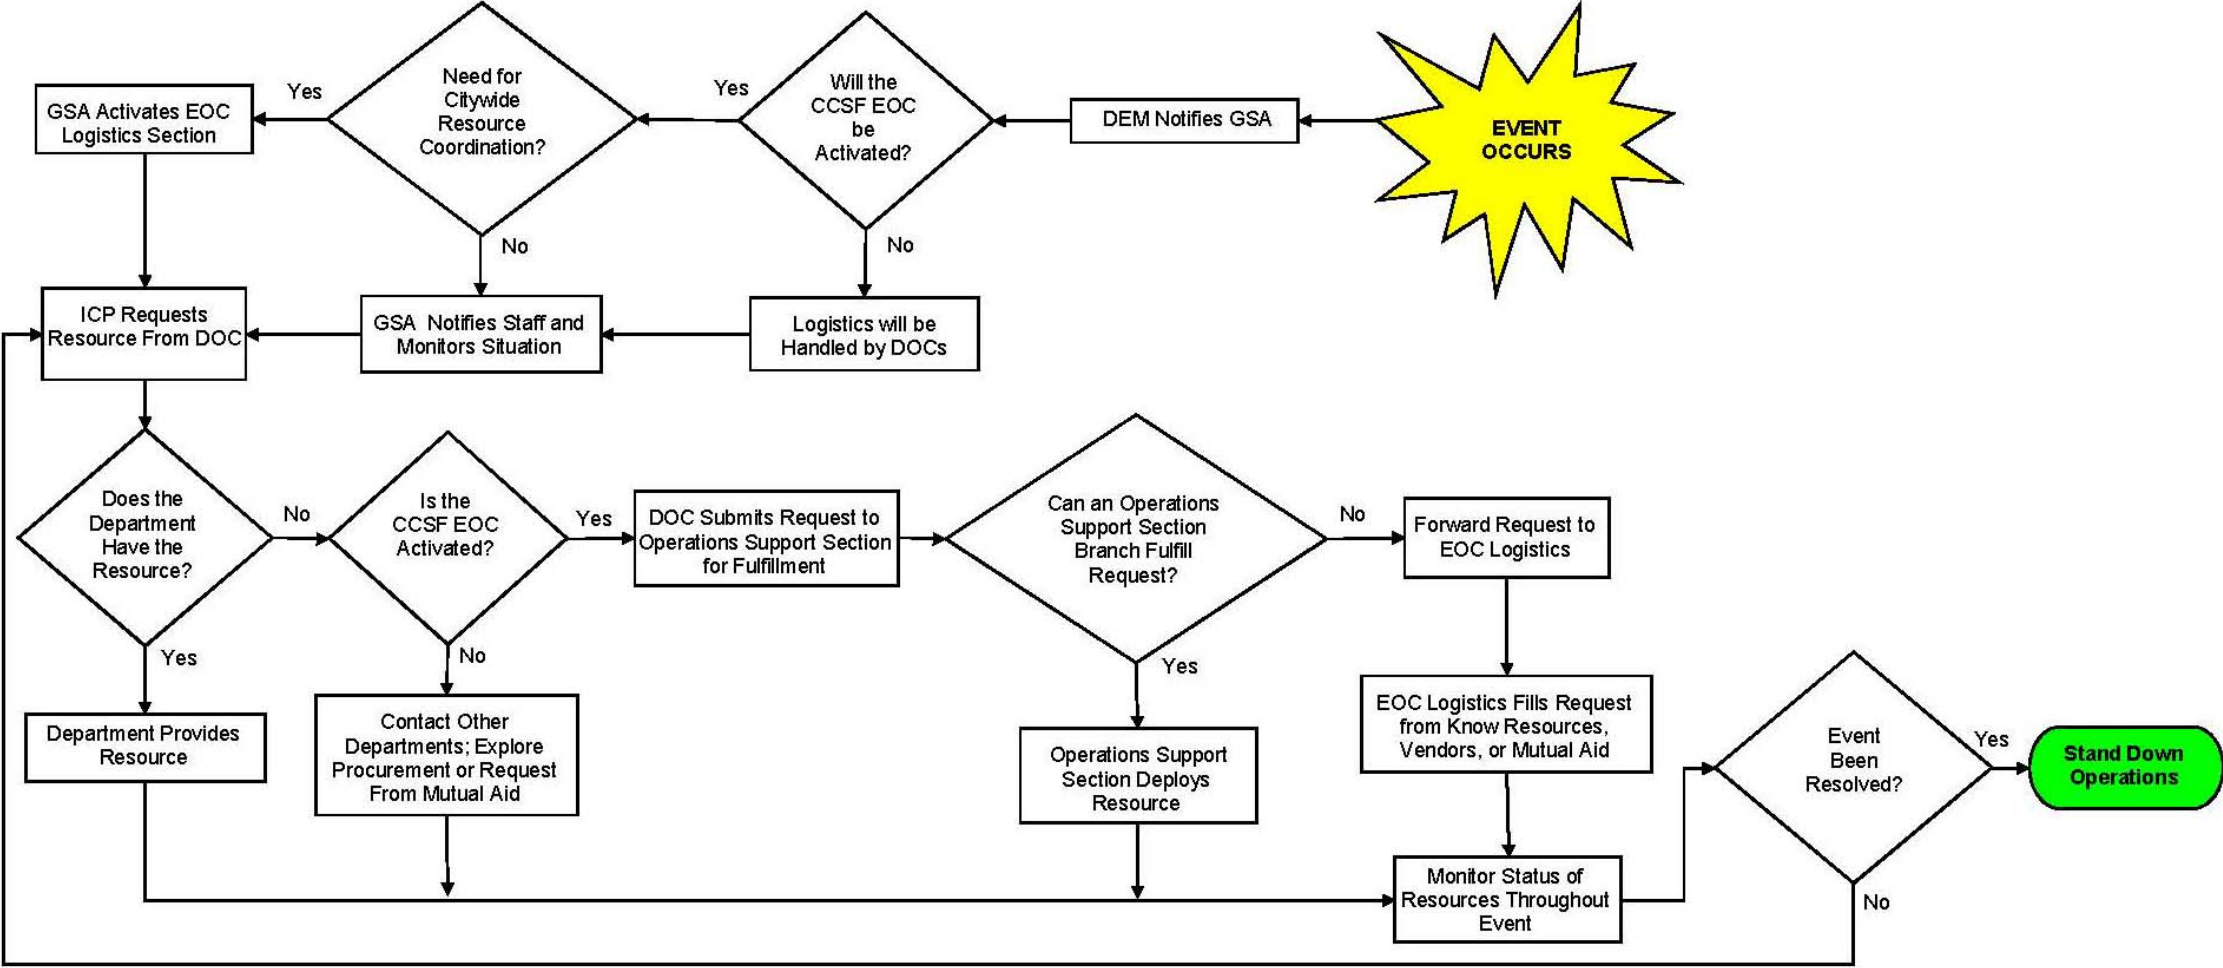 EVENT
OCCURS
DEM Notifies GSA
Will the
CCSF EOC
be
Activated?
Yes
No
Need for
Citywide
Resource
Coordination?
Yes
No
GSA Activates EOC
Logistics Section
Logistics will be
Handled by DOCs
GSA Notifies Staff and
Monitors Situation
ICP Requests
Resource From DOC
Does the
Department
Have the
Resource?
No
Yes
Is the
CCSF EOC
Activated?
Yes
No
DOC Submits Request to
Operations Support Section
for Fulfillment
Can an Operations
Support Section
Branch Fulfill
Request?
No
Yes
Forward Request to
EOC Logistics
Department Provides
Resource
Contact Other
Departments; Explore
Procurement or Request
From Mutual Aid
Operations Support
Section Deploys
Resource
EOC Logistics Fills Request
from Know Resources,
Vendors, or Mutual Aid
Monitor Status of
Resources Throughout
Event
Event
Been
Resolved?
Yes
No
Stand Down
Operations